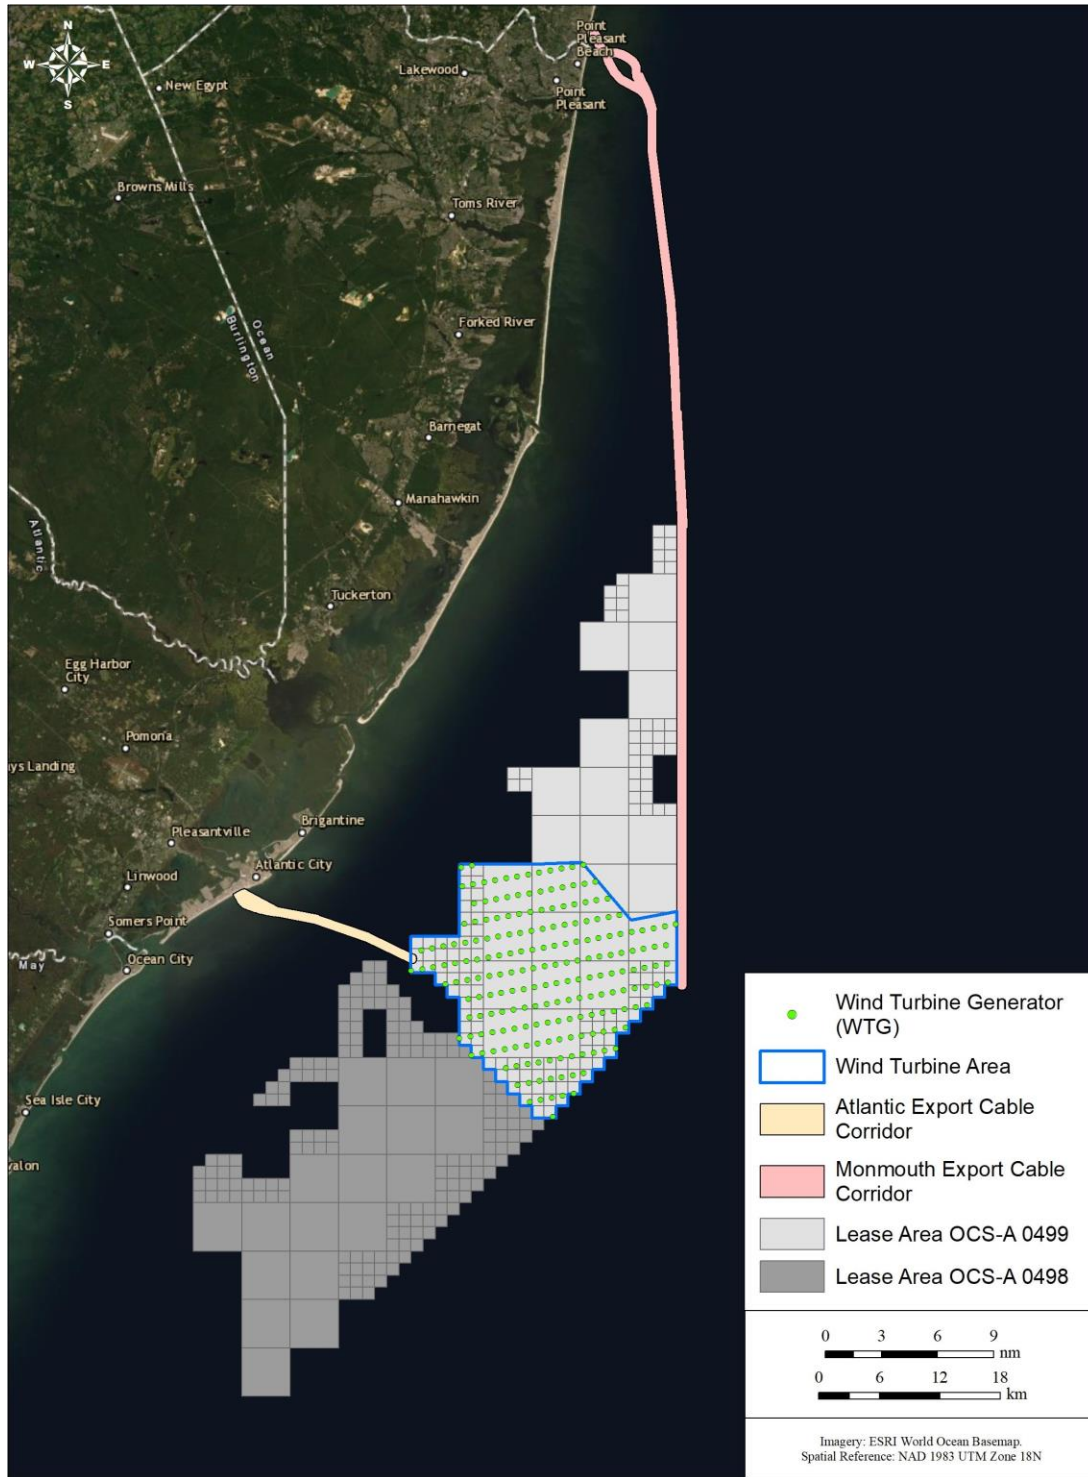 N
W E
S
Point
Pleasant
Beach
Lakewood
New Egypt
Point
Pleasant
Browns Mills
Toms River
Ocean
Burlington
Forked River
Barnegat
Manahawkin
Atlantic
Tuckerton
Egg Harbor
City
Pomona
ays Landing
Brigantine
Pleasantville
Atlantic City
Linwood
Somers Point
May
Ocean City
Sea Isle City
valon
Wind Turbine Generator
(WTG)
Wind Turbine Area
Atlantic Export Cable
Corridor
Monmouth Export Cable
Corridor
Lease Area OCS-A 0499
Lease Area OCS-A 0498
0 3 6 9
nm
0 6 12 18
km
Imagery: ESRI World Ocean Basemap.
Spatial Reference: NAD 1983 UTM Zone 18N